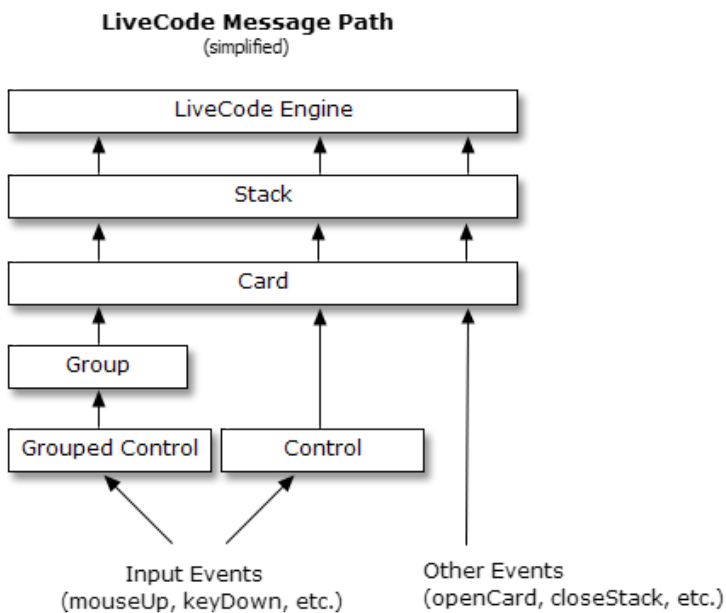 LiveCode Message Path
(simplified)
LiveCode Engine
Stack
Card
Group
Grouped Control
Control
Input Events
(mouseUp, keyDown, etc.)
Other Events
(openCard, closeStack, etc.)